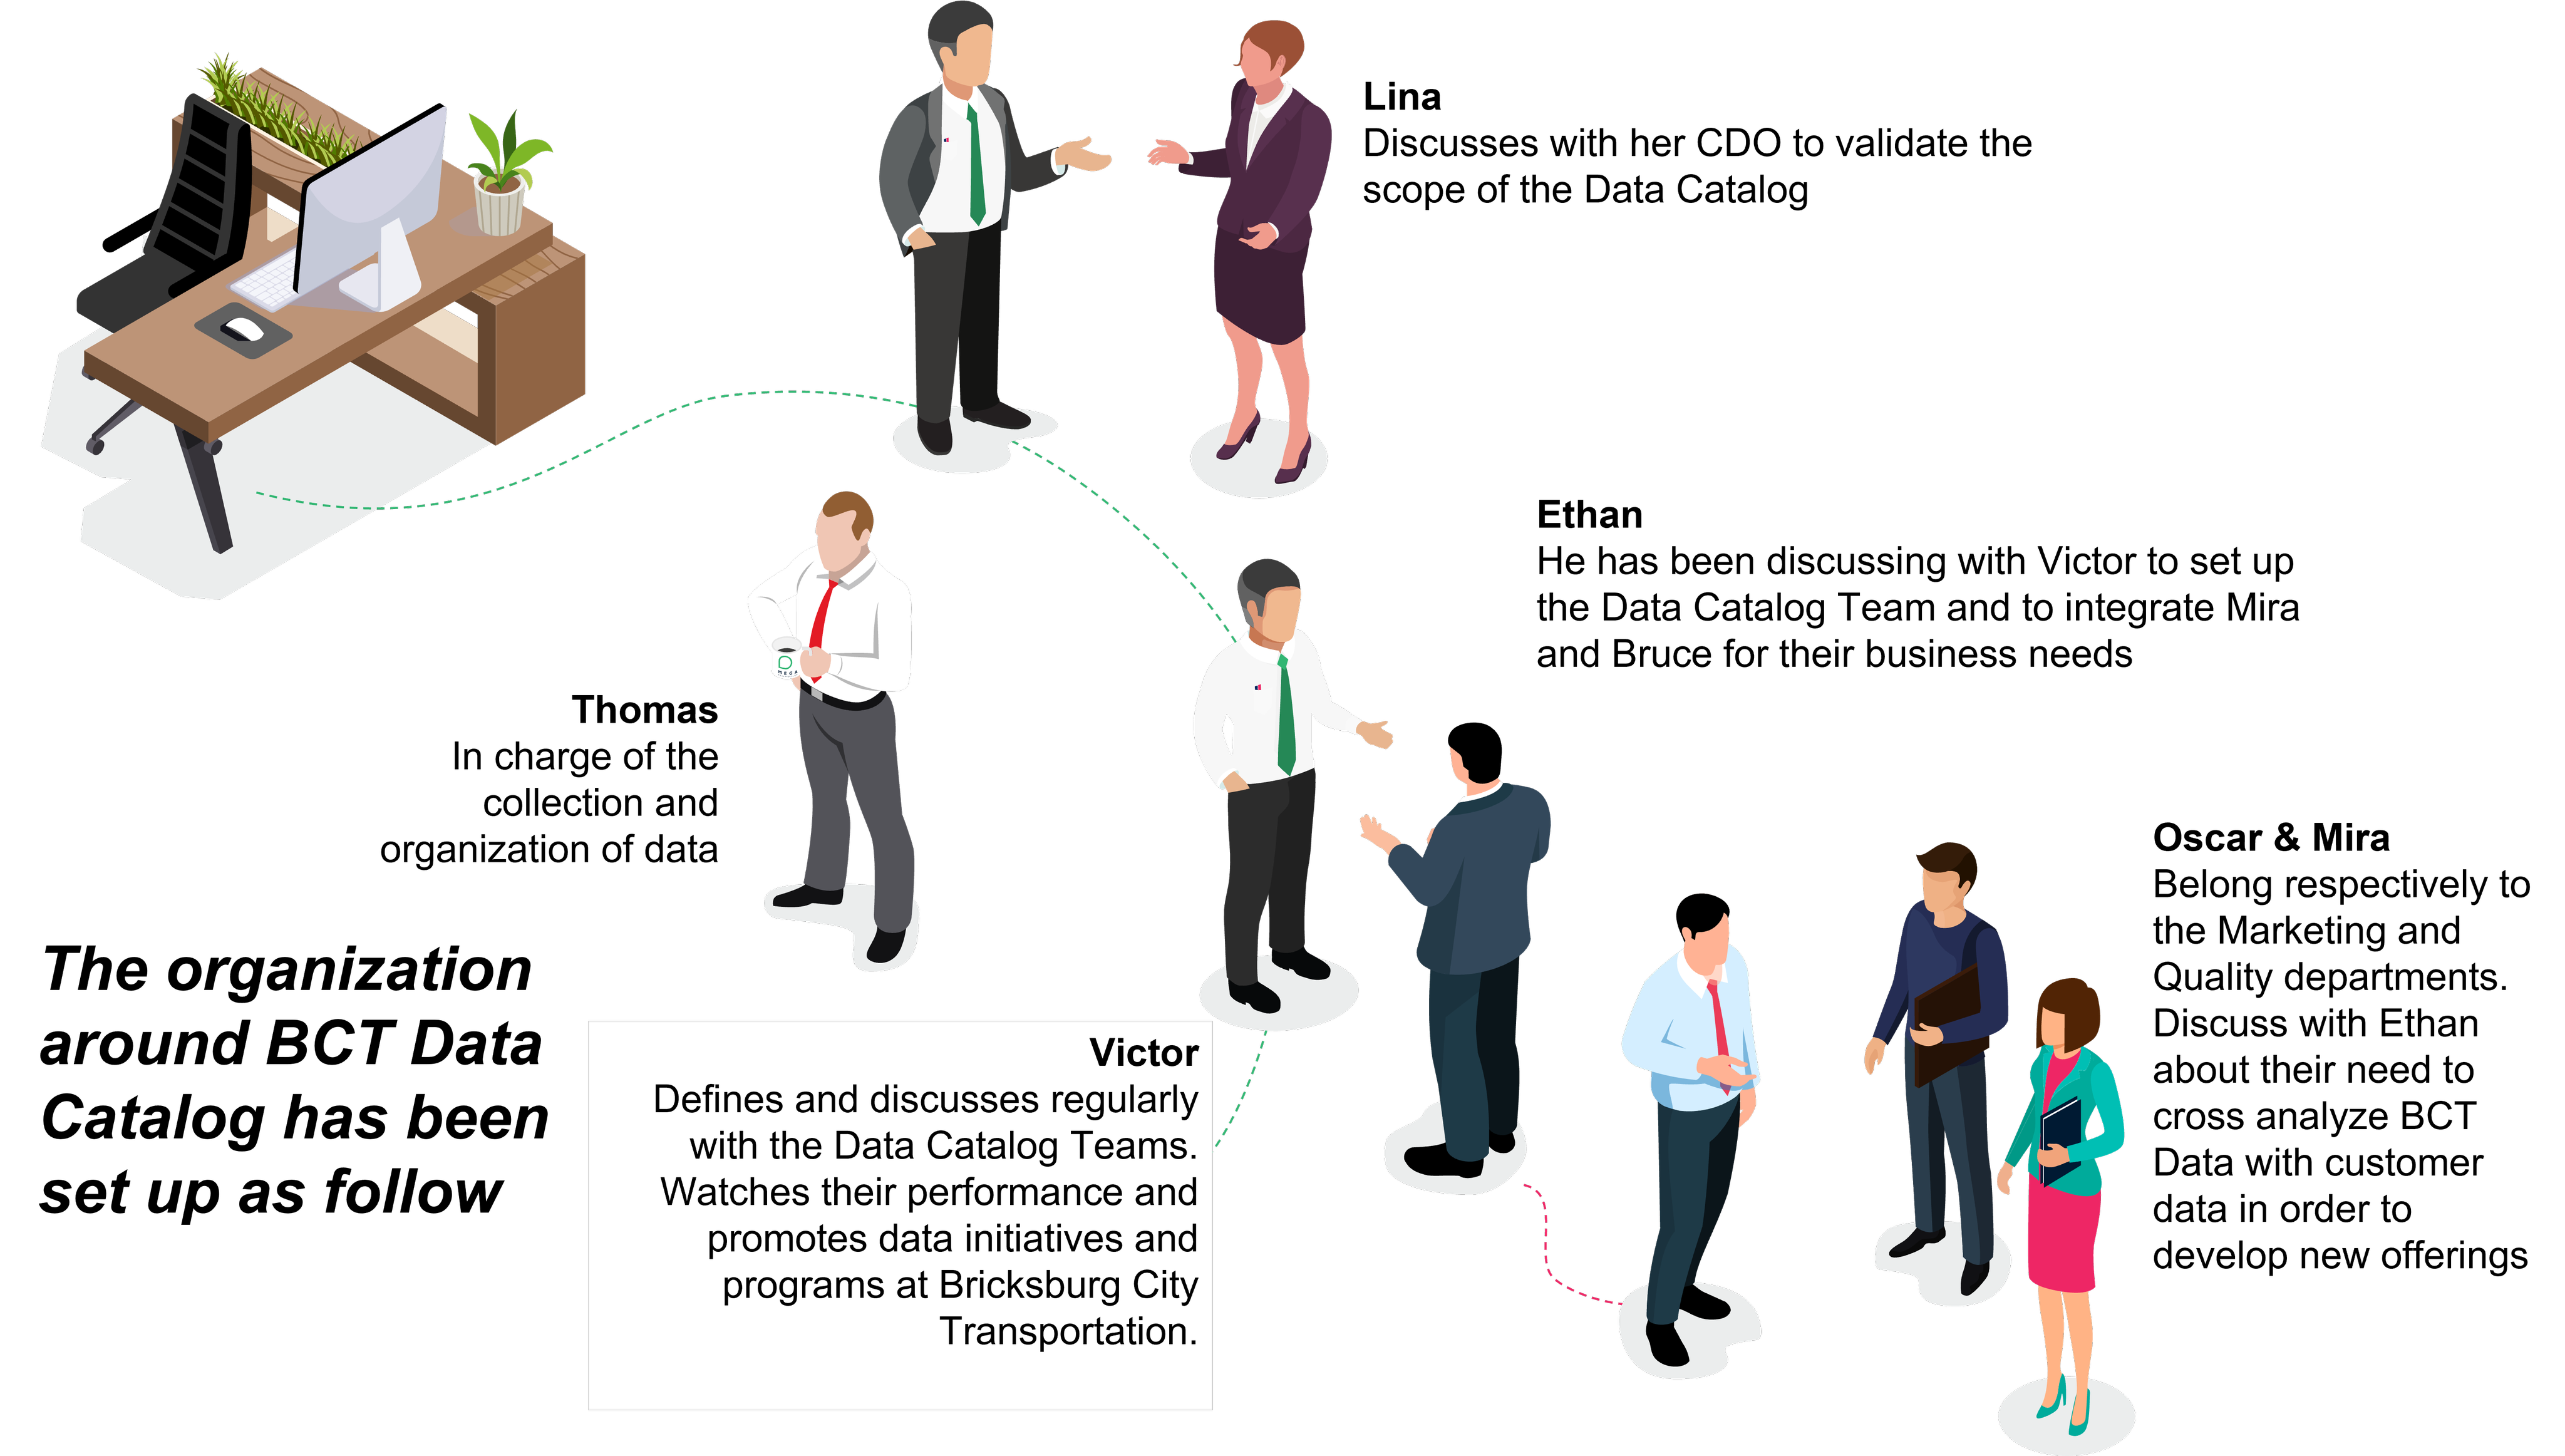 Lina
Discusses with her CDO to validate the
scope of the Data Catalog
Ethan
He has been discussing with Victor to set up
the Data Catalog Team and to integrate Mira
and Bruce for their business needs
MEGA
Thomas
In charge of the
collection and
organization of data
Oscar & Mira
Belong respectively to
the Marketing and
Quality departments.
Discuss with Ethan
about their need to
cross analyze BCT
Data with customer
data in order to
develop new offerings
The organization
around BCT Data
Catalog has been
set up as follow
Victor
Defines and discusses regularly
with the Data Catalog Teams.
Watches their performance and
promotes data initiatives and
programs at Bricksburg City
Transportation.